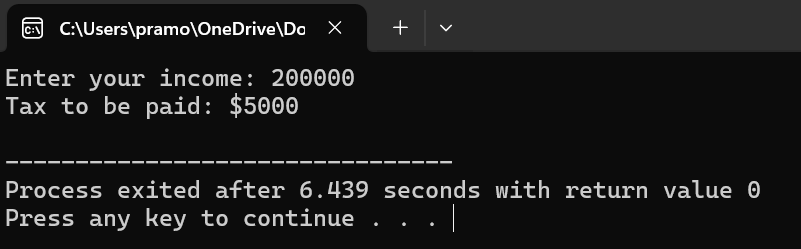 C:\Users\pramo\OneDrive\Do
Enter your income: 200000
Tax to be paid: $5000
--------------------------------
Process exited after 6.439 seconds with return value 0
Press any key to continue . . .